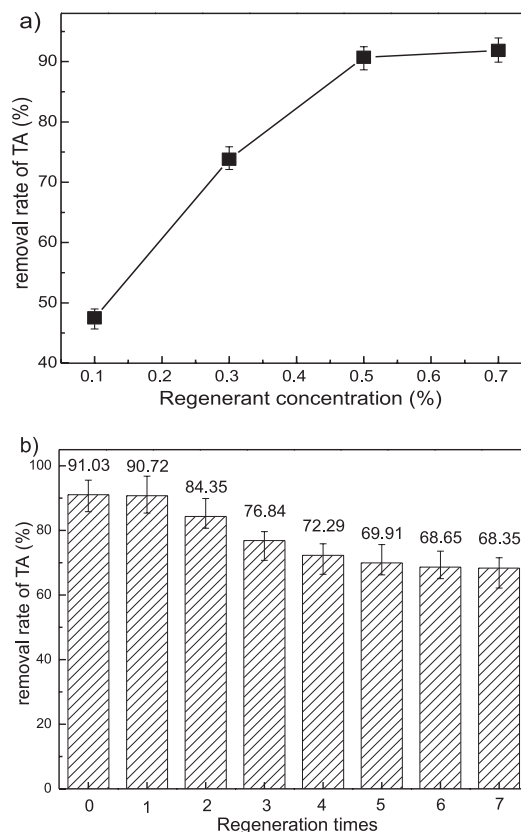 a)
removal rate of TA (%)
90
80
70
60
50
40
0.1 0.2 0.3 0.4 0.5 0.6 0.7
Regenerant concentration (%)
b)
removal rate of TA (%)
100
80
60
40
20
0
91.03 90.72 84.35 76.84 72.29 69.91 68.65 68.35
0 1 2 3 4 5 6 7
Regeneration times